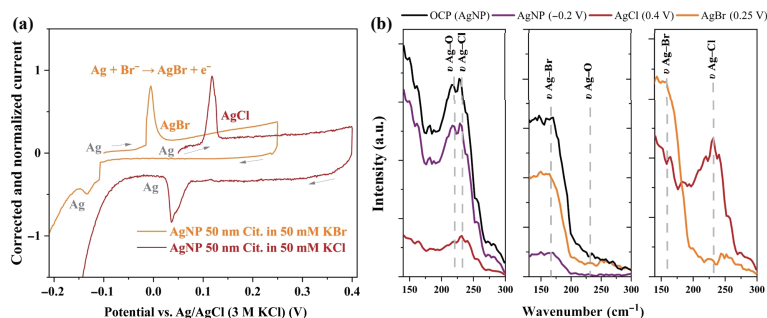 (a)
Corrected and normalized current
1
0
−1
Ag + Br⁻ → AgBr + e⁻
AgBr
AgCl
Ag
Ag
Ag
Ag
AgNP 50 nm Cit. in 50 mM KBr
AgNP 50 nm Cit. in 50 mM KCl
−0.2
−0.1
0.0
0.1
0.2
0.3
0.4
Potential vs. Ag/AgCl (3 M KCl) (V)
(b)
OCP (AgNP)
AgNP (−0.2 V)
AgCl (0.4 V)
AgBr (0.25 V)
Intensity (a.u.)
υ Ag–O
υ Ag–Cl
υ Ag–Br
υ Ag–O
υ Ag–Br
υ Ag–Cl
150 200 250 300
150 200 250 300
150 200 250 300
Wavenumber (cm⁻¹)